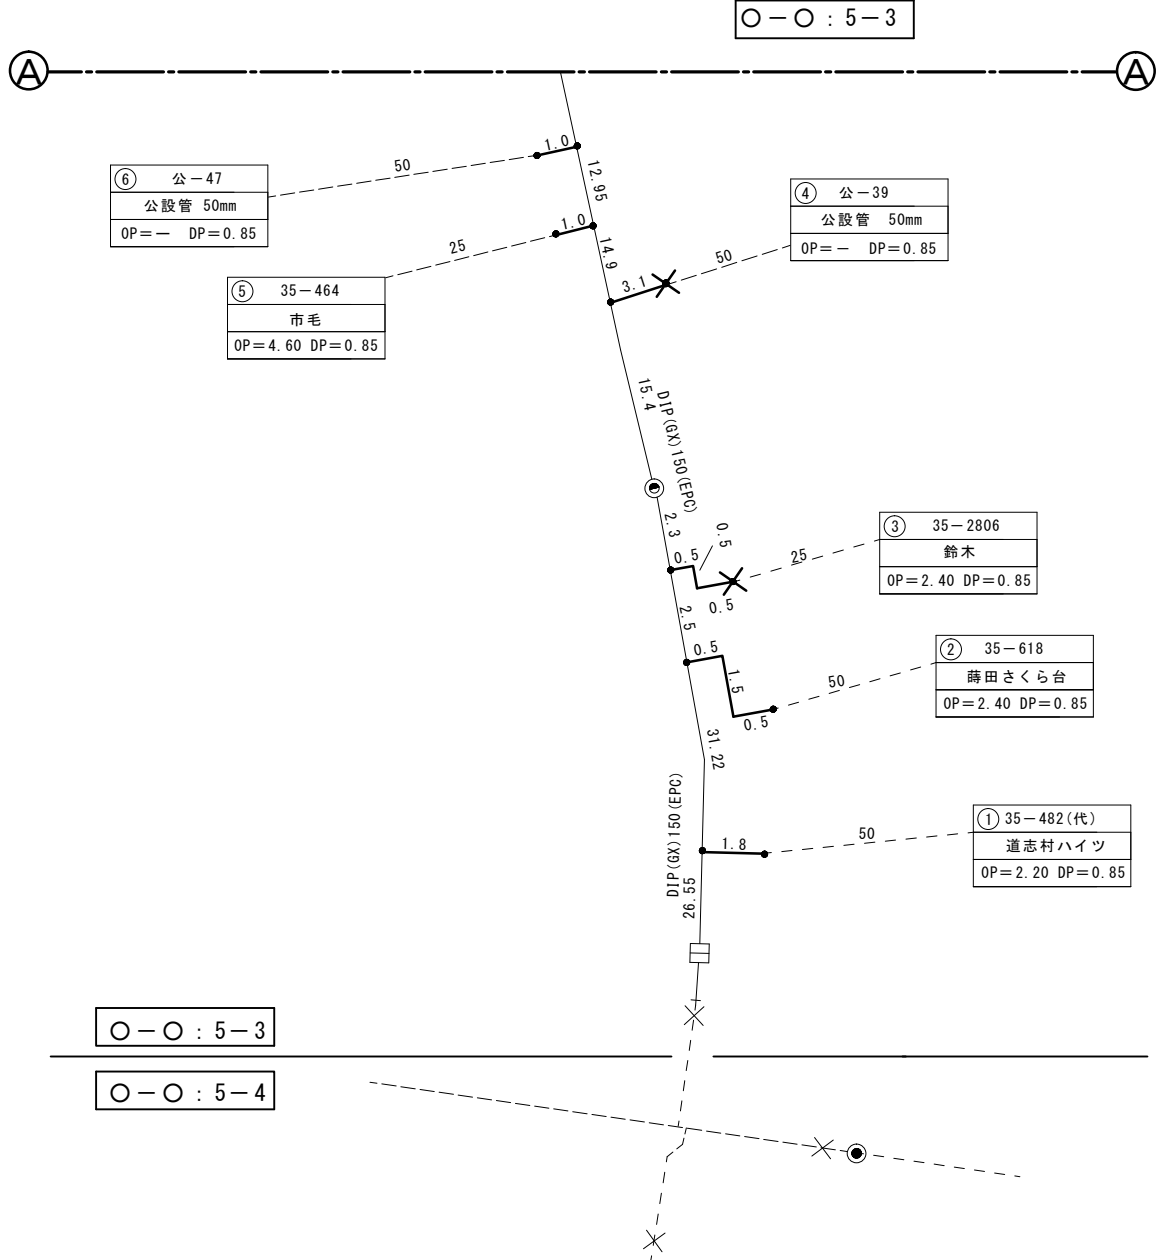 ○－○：5－3
A
A
1.0
50
⑥ 公－47
公設管 50mm
OP＝－ DP＝0.85
12.95
④ 公－39
公設管 50mm
OP＝－ DP＝0.85
1.0
25
14.9
50
3.1
⑤ 35－464
市毛
OP＝4.60 DP＝0.85
15.4
DIP(GX)150(EPC)
2.3
0.5
0.5
25
0.5
③ 35－2806
鈴木
OP＝2.40 DP＝0.85
2.5
0.5
1.5
0.5
50
② 35－618
蒔田さくら台
OP＝2.40 DP＝0.85
31.22
DIP(GX)150(EPC)
1.8
50
① 35－482(代)
道志村ハイツ
OP＝2.20 DP＝0.85
26.55
○－○：5－3
○－○：5－4